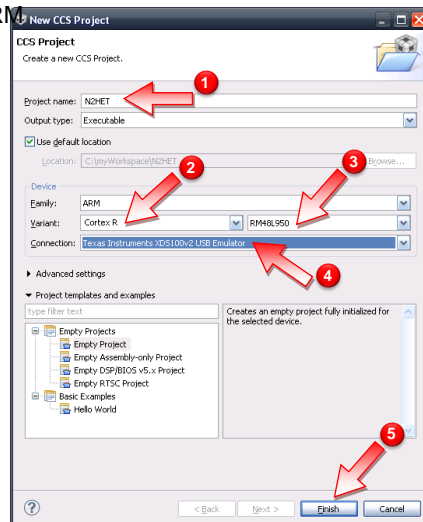 RM
New CCS Project
CCS Project
Create a new CCS Project.
1
Project name: N2HET
Output type: Executable
Use default location
Location: C:\myWorkspace\N2HET Browse...
2
3
Device
Family: ARM
Variant: Cortex R RM48L950
Connection: Texas Instruments XDS100v2 USB Emulator
4
Advanced settings
Project templates and examples
type filter text
Creates an empty project fully initialized for
the selected device.
Empty Projects
Empty Project
Empty Assembly-only Project
Empty DSP/BIOS v5.x Project
Empty RTSC Project
Basic Examples
Hello World
5
? < Back Next > Finish Cancel